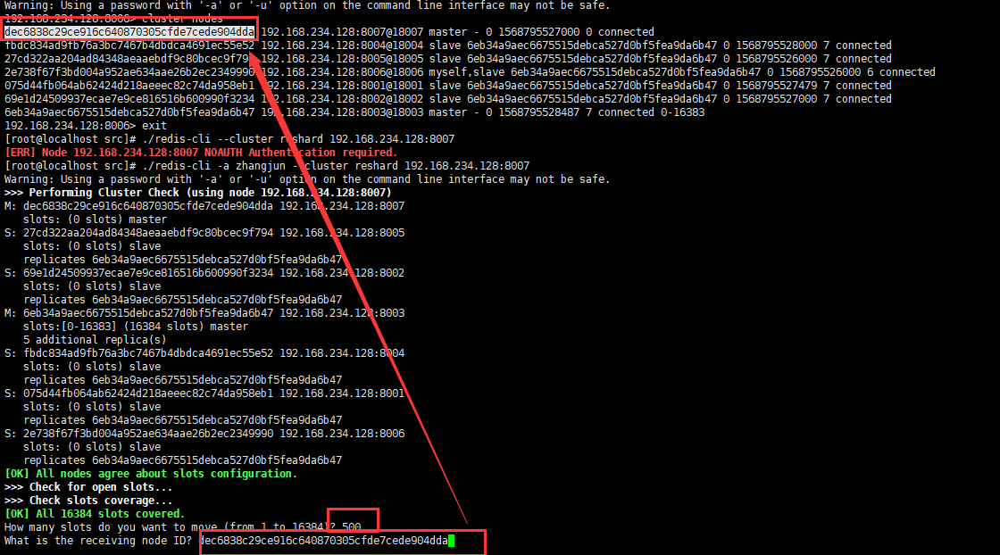 Warning: Using a password with '-a' or '-u' option on the command line interface may not be safe.
192.168.234.128:8006> cluster nodes
dec6838c29ce916c640870305cfde7cede904dda 192.168.234.128:8007@18007 master - 0 1568795527000 0 connected
fbdc834ad9fb76a3bc7467b4dbdca4691ec55e52 192.168.234.128:8004@18004 slave 6eb34a9aec6675515debca527d0bf5fea9da6b47 0 1568795528000 7 connected
27cd322aa204ad84348aeaaebdf9c80bcec9f79 192.168.234.128:8005@18005 slave 6eb34a9aec6675515debca527d0bf5fea9da6b47 0 1568795526000 7 connected
2e738f67f3bd004a952ae634aae26b2ec2349990 192.168.234.128:8006@18006 myself,slave 6eb34a9aec6675515debca527d0bf5fea9da6b47 0 1568795526000 6 connected
075d44fb064ab62424d218aeeec82c74da958eb1 192.168.234.128:8001@18001 slave 6eb34a9aec6675515debca527d0bf5fea9da6b47 0 1568795527479 7 connected
69e1d24509937ecae7e9ce816516b600990f3234 192.168.234.128:8002@18002 slave 6eb34a9aec6675515debca527d0bf5fea9da6b47 0 1568795527000 7 connected
6eb34a9aec6675515debca527d0bf5fea9da6b47 192.168.234.128:8003@18003 master - 0 1568795528487 7 connected 0-16383
192.168.234.128:8006> exit
[root@localhost src]# ./redis-cli --cluster reshard 192.168.234.128:8007
[ERR] Node 192.168.234.128:8007 NOAUTH Authentication required.
[root@localhost src]# ./redis-cli -a zhangjun --cluster reshard 192.168.234.128:8007
Warning: Using a password with '-a' or '-u' option on the command line interface may not be safe.
>>> Performing Cluster Check (using node 192.168.234.128:8007)
M: dec6838c29ce916c640870305cfde7cede904dda 192.168.234.128:8007
slots: (0 slots) master
S: 27cd322aa204ad84348aeaaebdf9c80bcec9f794 192.168.234.128:8005
slots: (0 slots) slave
replicates 6eb34a9aec6675515debca527d0bf5fea9da6b47
S: 69e1d24509937ecae7e9ce816516b600990f3234 192.168.234.128:8002
slots: (0 slots) slave
replicates 6eb34a9aec6675515debca527d0bf5fea9da6b47
M: 6eb34a9aec6675515debca527d0bf5fea9da6b47 192.168.234.128:8003
slots:[0-16383] (16384 slots) master
5 additional replica(s)
S: fbdc834ad9fb76a3bc7467b4dbdca4691ec55e52 192.168.234.128:8004
slots: (0 slots) slave
replicates 6eb34a9aec6675515debca527d0bf5fea9da6b47
S: 075d44fb064ab62424d218aeeec82c74da958eb1 192.168.234.128:8001
slots: (0 slots) slave
replicates 6eb34a9aec6675515debca527d0bf5fea9da6b47
S: 2e738f67f3bd004a952ae634aae26b2ec2349990 192.168.234.128:8006
slots: (0 slots) slave
replicates 6eb34a9aec6675515debca527d0bf5fea9da6b47
[OK] All nodes agree about slots configuration.
>>> Check for open slots...
>>> Check slots coverage...
[OK] All 16384 slots covered.
How many slots do you want to move (from 1 to 16384)? 500
What is the receiving node ID? dec6838c29ce916c640870305cfde7cede904dda